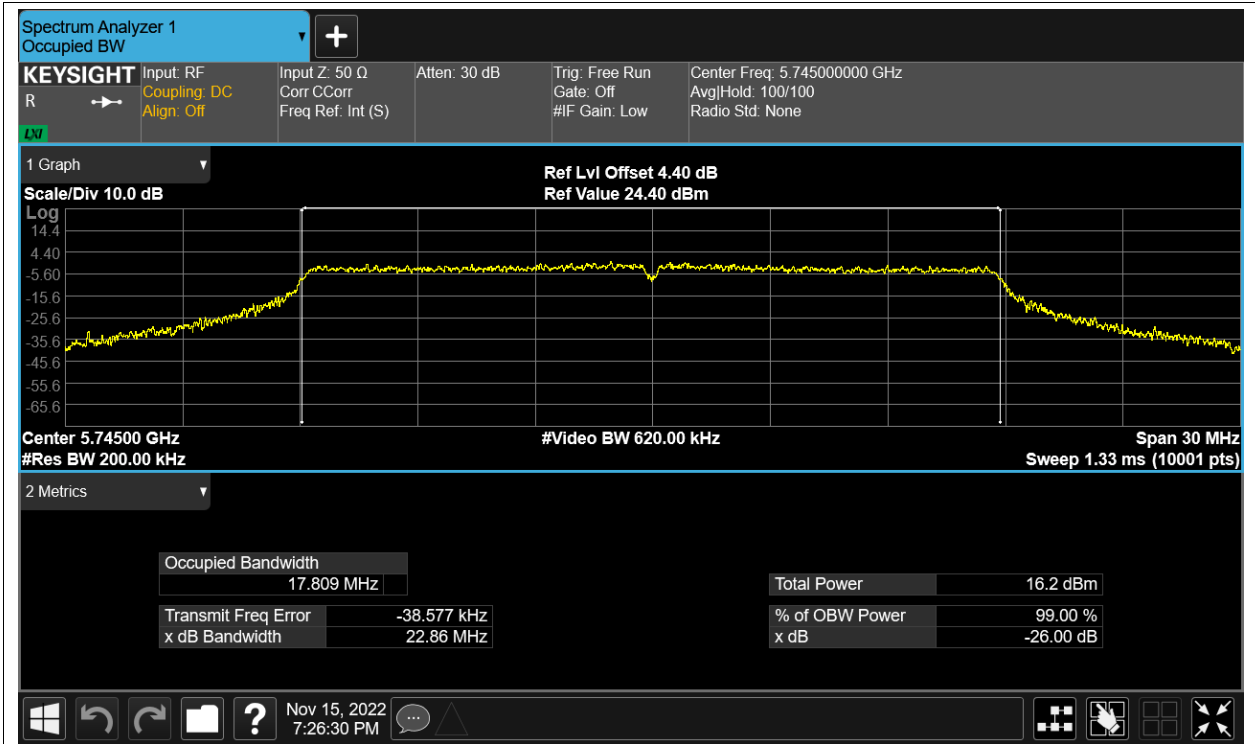 Spectrum Analyzer 1
Occupied BW
KEYSIGHT
R
LXI
Input: RF
Coupling: DC
Align: Off
Input Z: 50 Ω
Corr CCorr
Freq Ref: Int (S)
Atten: 30 dB
Trig: Free Run
Gate: Off
#IF Gain: Low
Center Freq: 5.745000000 GHz
Avg|Hold: 100/100
Radio Std: None
1 Graph
Scale/Div 10.0 dB
Ref Lvl Offset 4.40 dB
Ref Value 24.40 dBm
Log
14.4
4.40
-5.60
-15.6
-25.6
-35.6
-45.6
-55.6
-65.6
Center 5.74500 GHz
#Res BW 200.00 kHz
#Video BW 620.00 kHz
Span 30 MHz
Sweep 1.33 ms (10001 pts)
2 Metrics
Occupied Bandwidth
17.809 MHz
Transmit Freq Error -38.577 kHz
x dB Bandwidth 22.86 MHz
Total Power 16.2 dBm
% of OBW Power 99.00 %
x dB -26.00 dB
?
Nov 15, 2022
7:26:30 PM